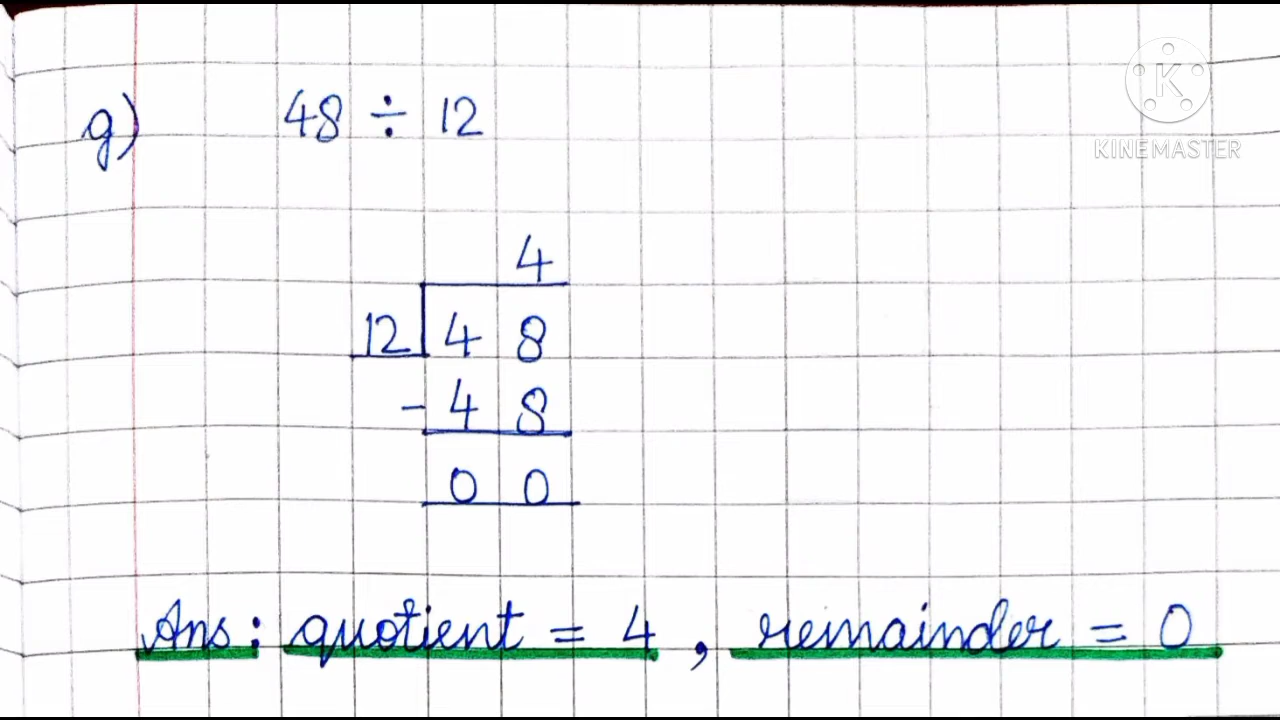 g) 48 ÷ 12
K
KINEMASTER
4
12 4 8
- 4 8
0 0
Ans: quotient = 4, remainder = 0